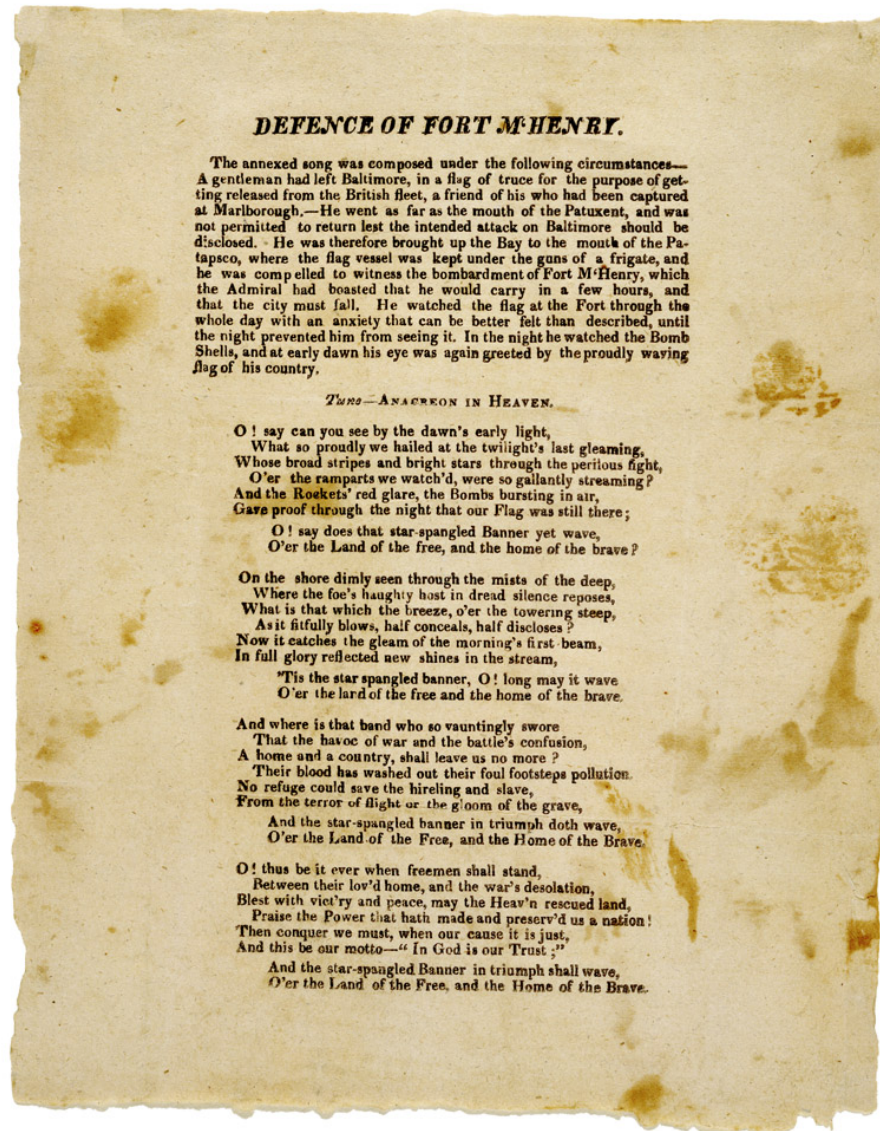 DEFENCE OF FORT M‘HENRY.
The annexed song was composed under the following circumstances—
A gentleman had left Baltimore, in a flag of truce for the purpose of get-
ting released from the British fleet, a friend of his who had been captured
at Marlborough.—He went as far as the mouth of the Patuxent, and was
not permitted to return lest the intended attack on Baltimore should be
disclosed. He was therefore brought up the Bay to the mouth of the Pa-
tapsco, where the flag vessel was kept under the guns of a frigate, and
he was compelled to witness the bombardment of Fort M‘Henry, which
the Admiral had boasted that he would carry in a few hours, and
that the city must fall. He watched the flag at the Fort through the
whole day with an anxiety that can be better felt than described, until
the night prevented him from seeing it. In the night he watched the Bomb
Shells, and at early dawn his eye was again greeted by the proudly waving
flag of his country.
Tune—ANACREON IN HEAVEN.
O ! say can you see by the dawn's early light,
What so proudly we hailed at the twilight's last gleaming,
Whose broad stripes and bright stars through the perilous fight,
O'er the ramparts we watch'd, were so gallantly streaming ?
And the Rockets' red glare, the Bombs bursting in air,
Gave proof through the night that our Flag was still there ;
O ! say does that star-spangled Banner yet wave,
O'er the Land of the free, and the home of the brave ?
On the shore dimly seen through the mists of the deep,
Where the foe's haughty host in dread silence reposes,
What is that which the breeze, o'er the towering steep,
As it fitfully blows, half conceals, half discloses ?
Now it catches the gleam of the morning's first beam,
In full glory reflected new shines in the stream,
'Tis the star spangled banner, O ! long may it wave
O'er the land of the free and the home of the brave.
And where is that band who so vauntingly swore
That the havoc of war and the battle's confusion,
A home and a country, shall leave us no more ?
Their blood has washed out their foul footsteps pollution.
No refuge could save the hireling and slave,
From the terror of flight or the gloom of the grave,
And the star-spangled banner in triumph doth wave,
O'er the Land of the Free, and the Home of the Brave.
O ! thus be it ever when freemen shall stand,
Between their lov'd home, and the war's desolation,
Blest with vict'ry and peace, may the Heav'n rescued land,
Praise the Power that hath made and preserv'd us a nation !
Then conquer we must, when our cause it is just,
And this be our motto—“ In God is our Trust ;”
And the star-spangled Banner in triumph shall wave,
O'er the Land of the Free, and the Home of the Brave.